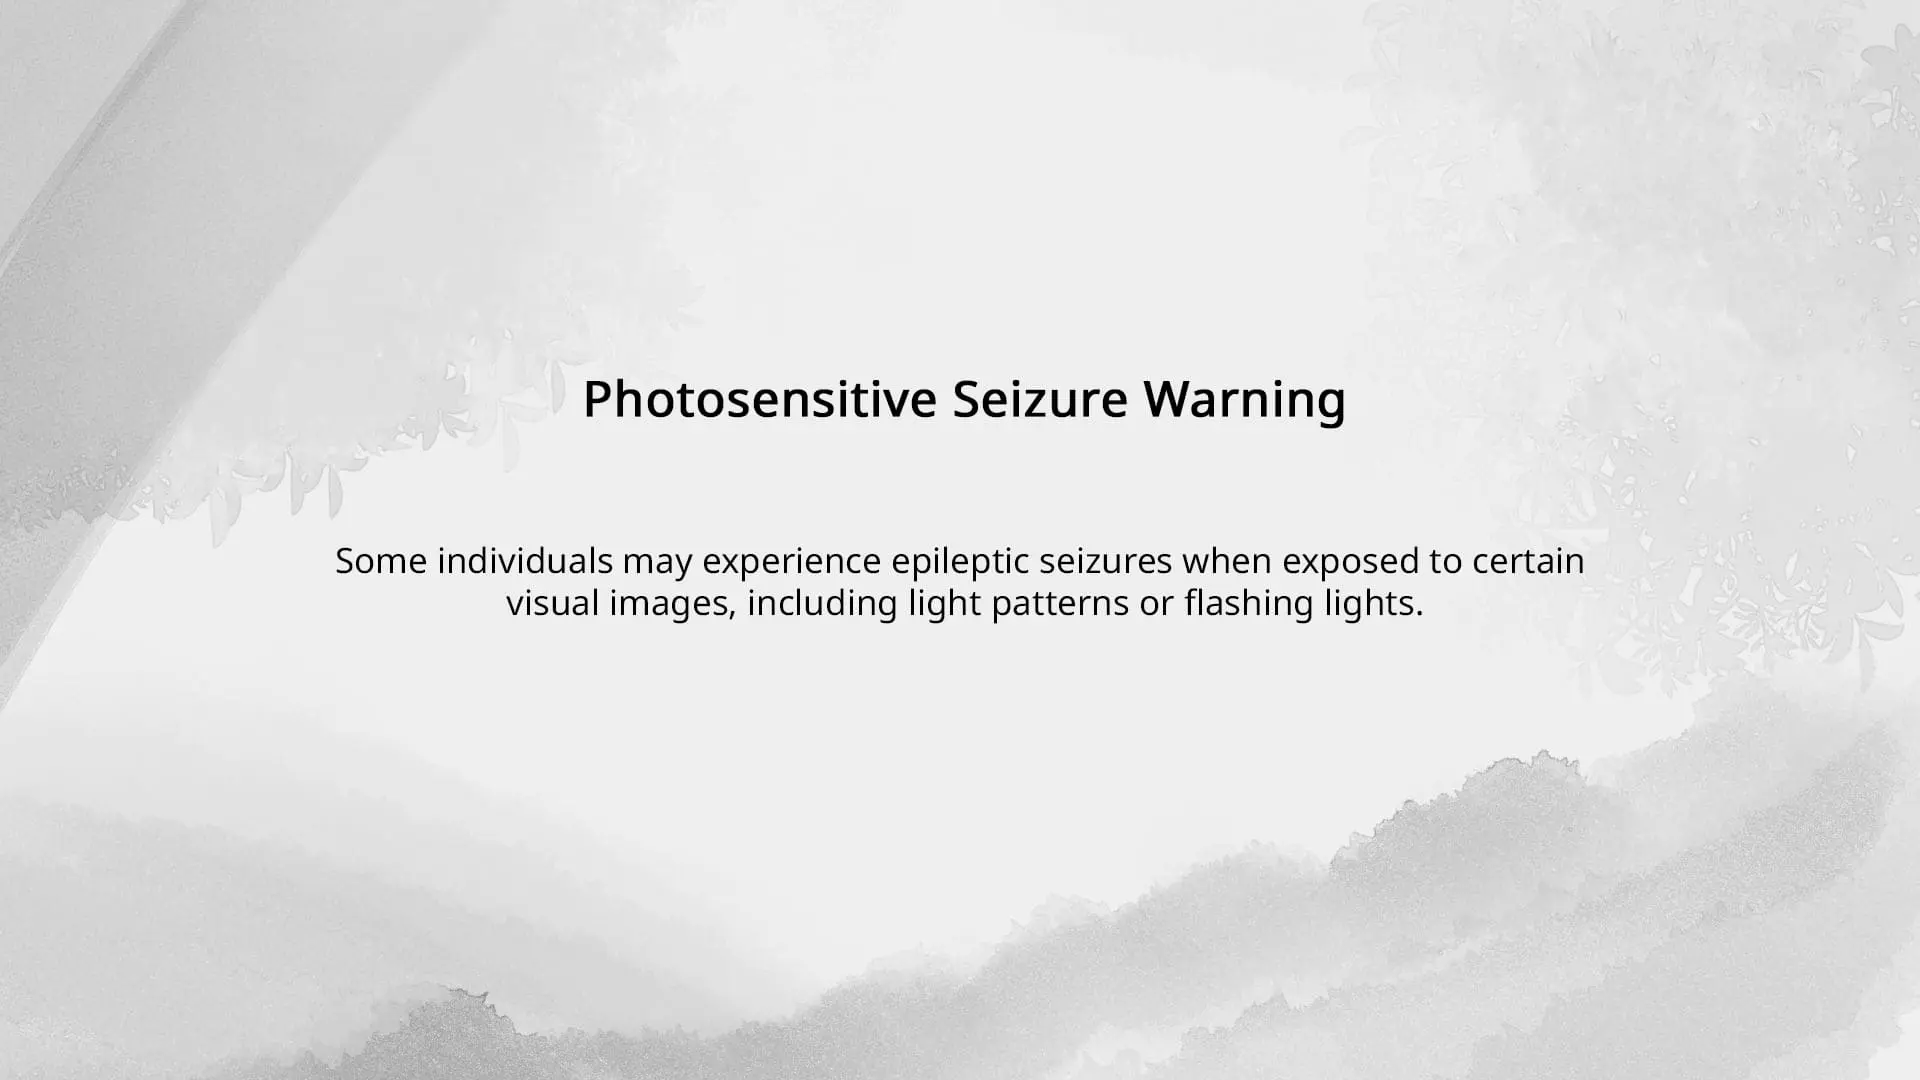 Photosensitive Seizure Warning
Some individuals may experience epileptic seizures when exposed to certain
visual images, including light patterns or flashing lights.